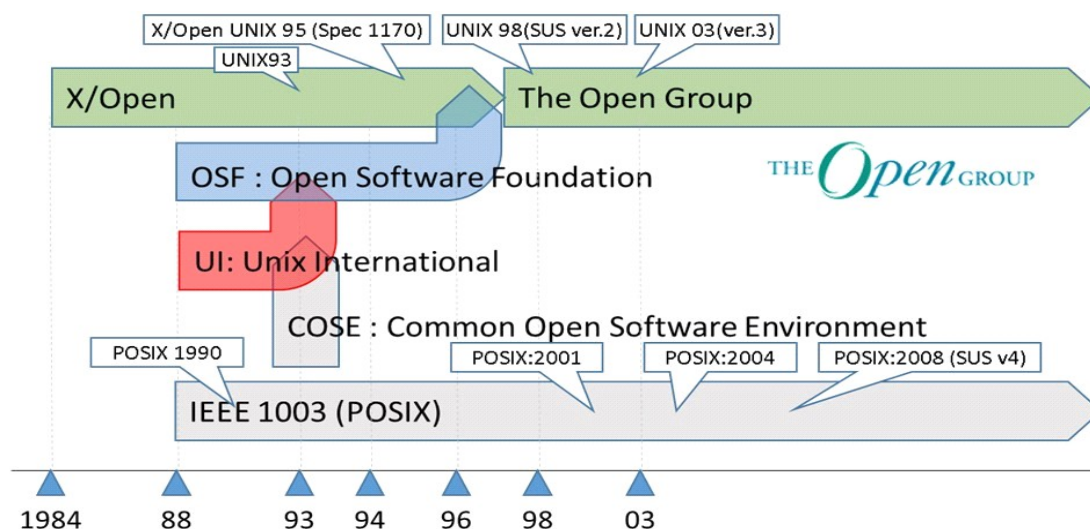 X/Open UNIX 95 (Spec 1170)
UNIX 98(SUS ver.2)
UNIX 03(ver.3)
UNIX93
X/Open
The Open Group
OSF : Open Software Foundation
THE Open GROUP
UI: Unix International
COSE : Common Open Software Environment
POSIX 1990
POSIX:2001
POSIX:2004
POSIX:2008 (SUS v4)
IEEE 1003 (POSIX)
1984 88 93 94 96 98 03